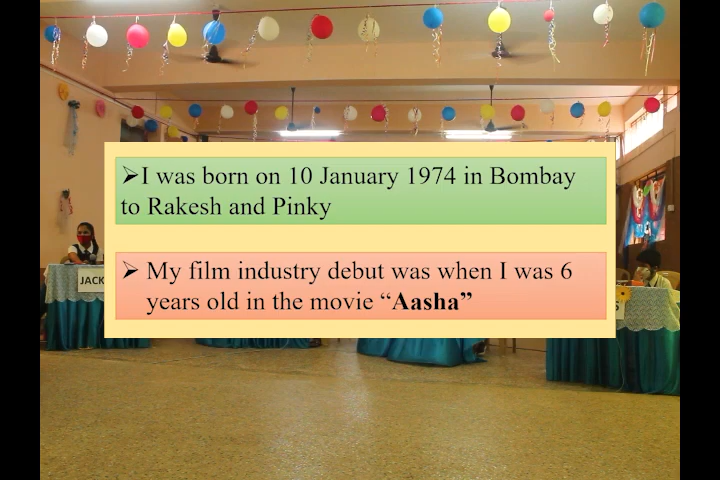 ➢I was born on 10 January 1974 in Bombay
to Rakesh and Pinky
➢ My film industry debut was when I was 6
years old in the movie “Aasha”
JACK